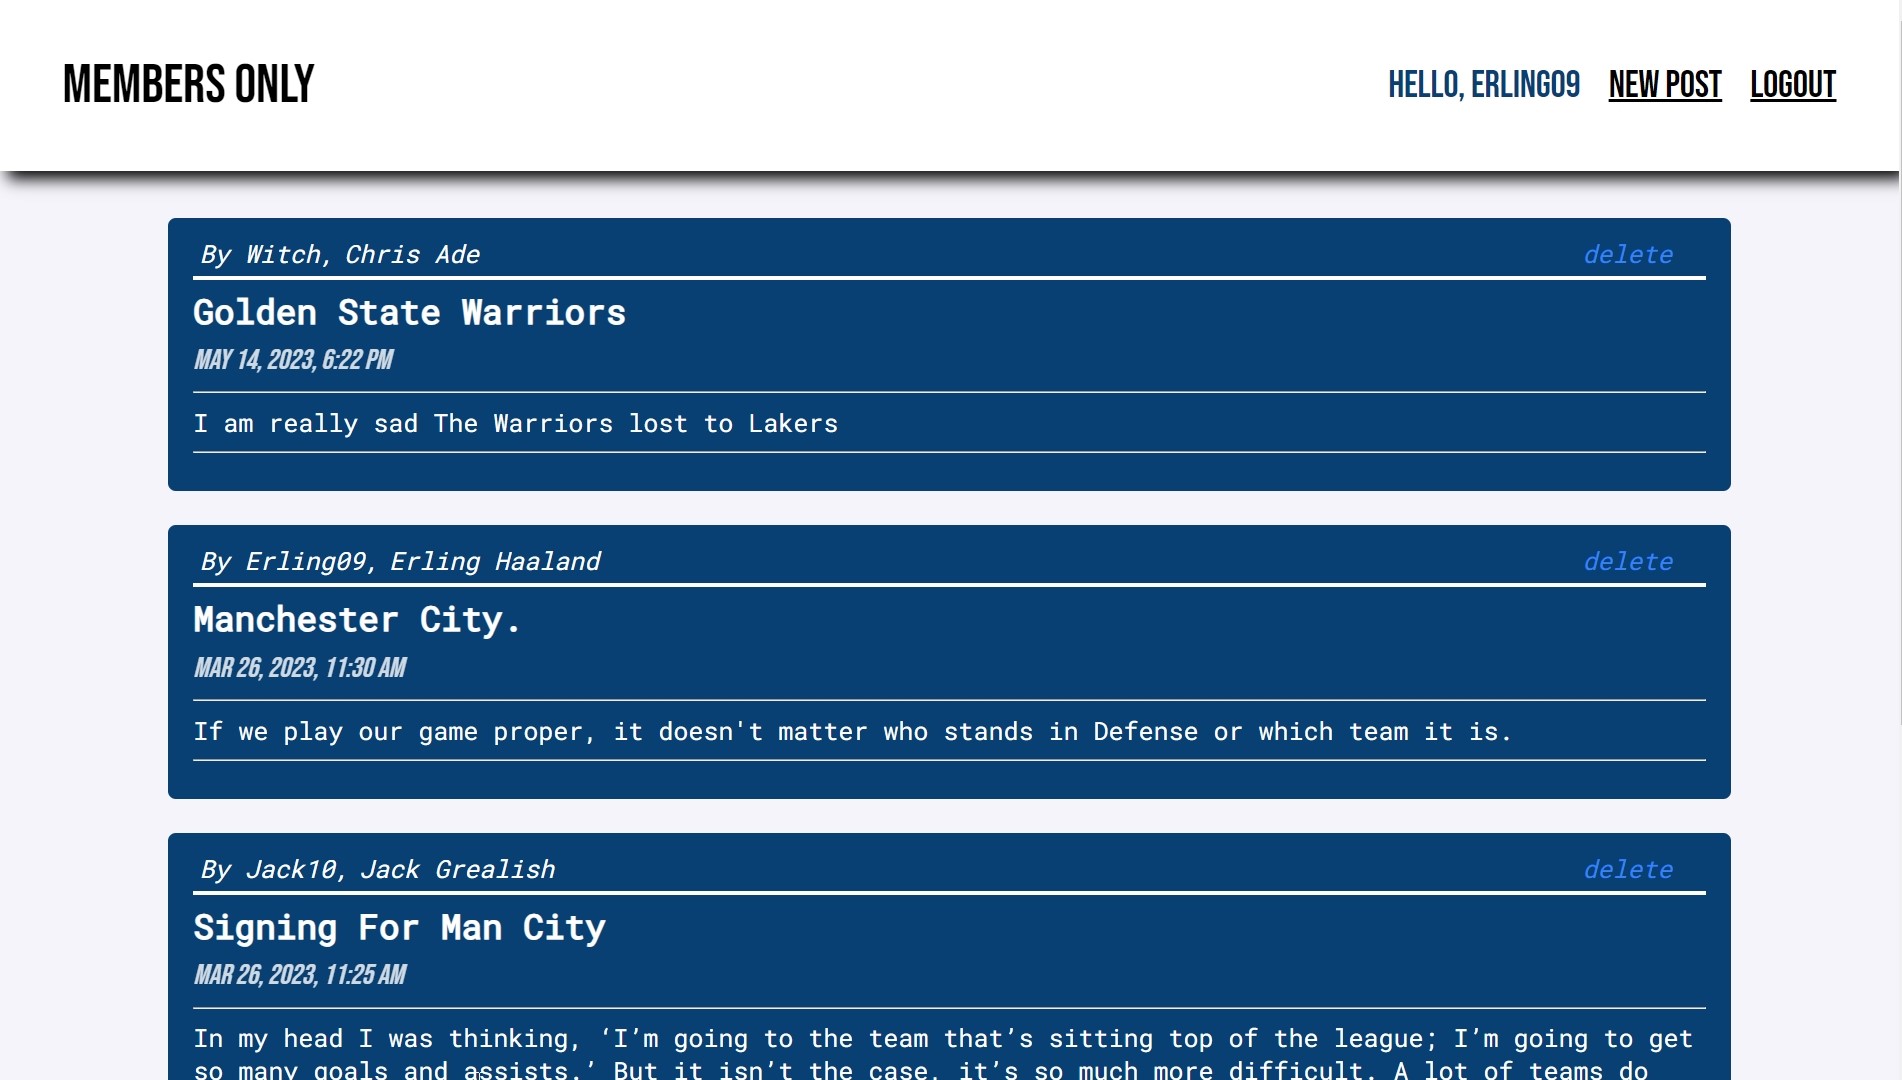 MEMBERS ONLY
HELLO, ERLING09 NEW POST LOGOUT
By Witch, Chris Ade delete
Golden State Warriors
MAY 14, 2023, 6:22 PM
I am really sad The Warriors lost to Lakers
By Erling09, Erling Haaland delete
Manchester City.
MAR 26, 2023, 11:30 AM
If we play our game proper, it doesn't matter who stands in Defense or which team it is.
By Jack10, Jack Grealish delete
Signing For Man City
MAR 26, 2023, 11:25 AM
In my head I was thinking, ‘I’m going to the team that’s sitting top of the league; I’m going to get
so many goals and assists.’ But it isn’t the case, it’s so much more difficult. A lot of teams do